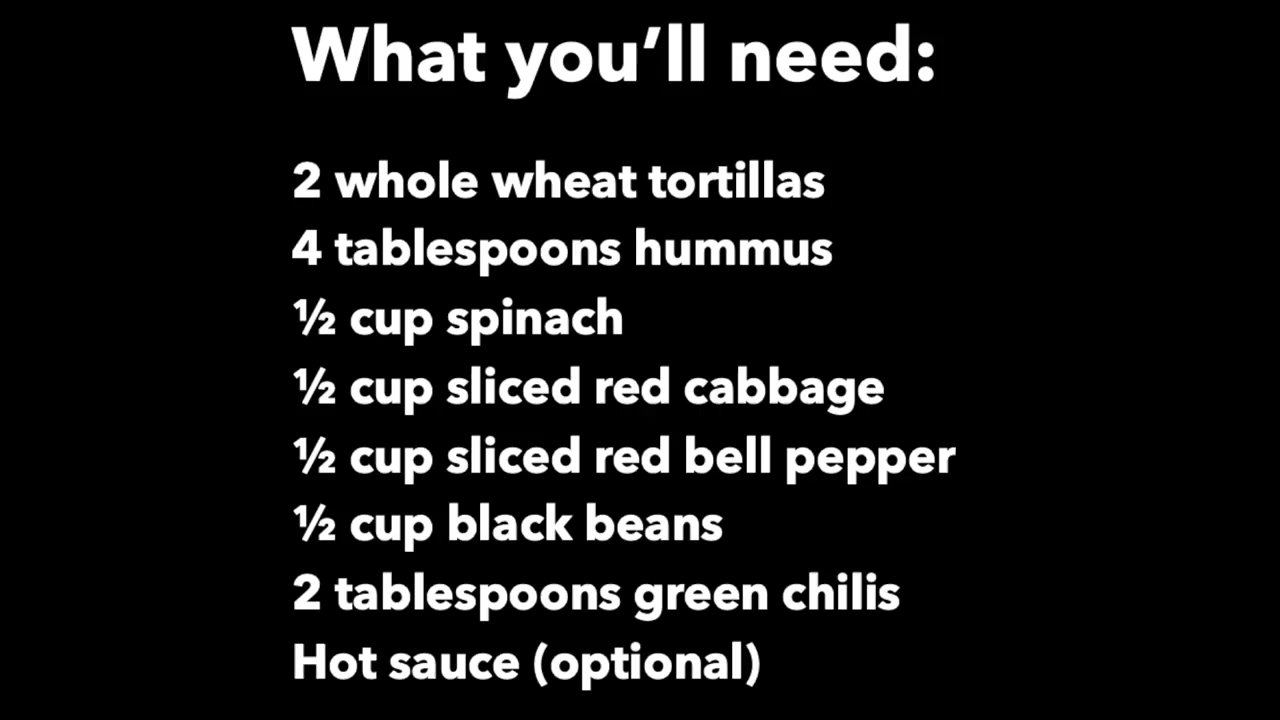 What you’ll need:
2 whole wheat tortillas
4 tablespoons hummus
½ cup spinach
½ cup sliced red cabbage
½ cup sliced red bell pepper
½ cup black beans
2 tablespoons green chilis
Hot sauce (optional)